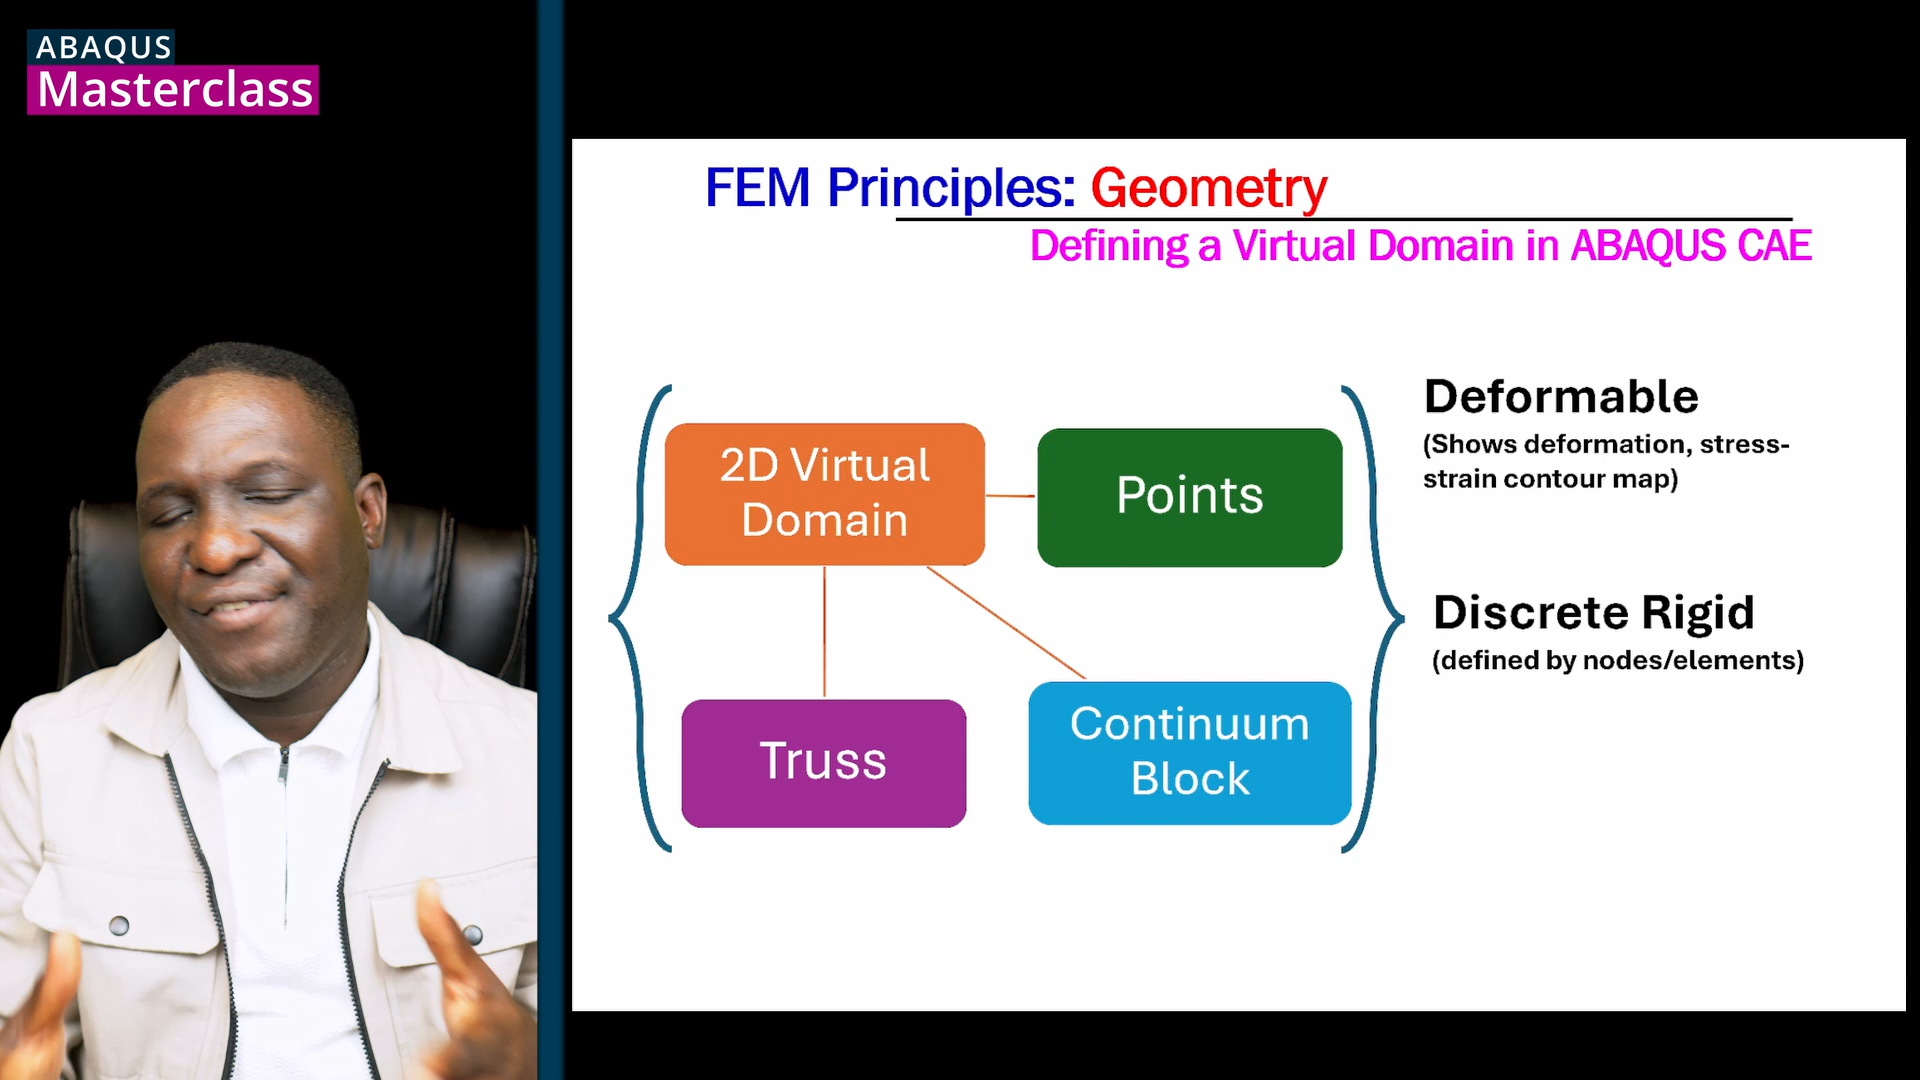 ABAQUS
Masterclass
FEM Principles: Geometry
Defining a Virtual Domain in ABAQUS CAE
2D Virtual
Domain
Points
Truss
Continuum
Block
Deformable
(Shows deformation, stress-
strain contour map)
Discrete Rigid
(defined by nodes/elements)